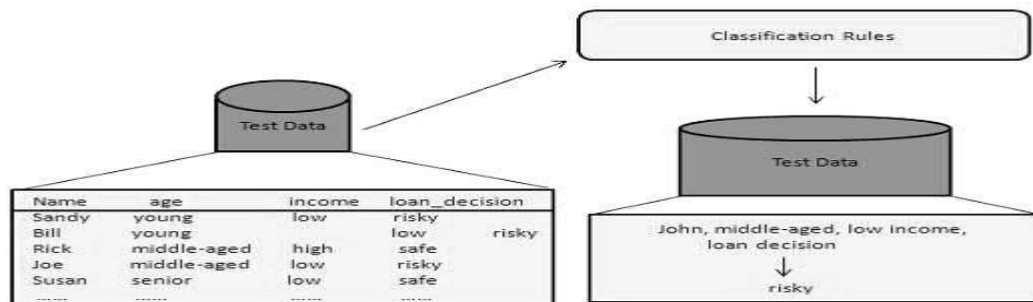 Classification Rules
Test Data
Name age income loan_decision
Sandy young low risky
Bill young low risky
Rick middle-aged high safe
Joe middle-aged low risky
Susan senior low safe
...... ...... ...... ......
Test Data
John, middle-aged, low income,
loan decision
risky